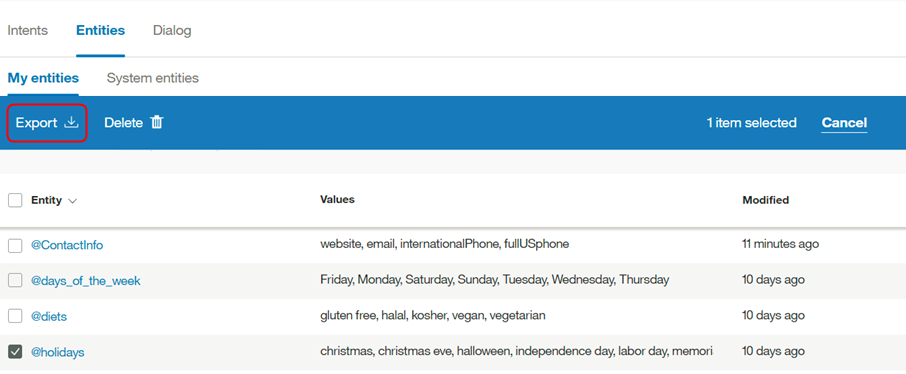 Intents Entities Dialog
My entities System entities
Export Delete 1 item selected Cancel
Entity Values Modified
@ContactInfo website, email, internationalPhone, fullUSphone 11 minutes ago
@days_of_the_week Friday, Monday, Saturday, Sunday, Tuesday, Wednesday, Thursday 10 days ago
@diets gluten free, halal, kosher, vegan, vegetarian 10 days ago
@holidays christmas, christmas eve, halloween, independence day, labor day, memori 10 days ago